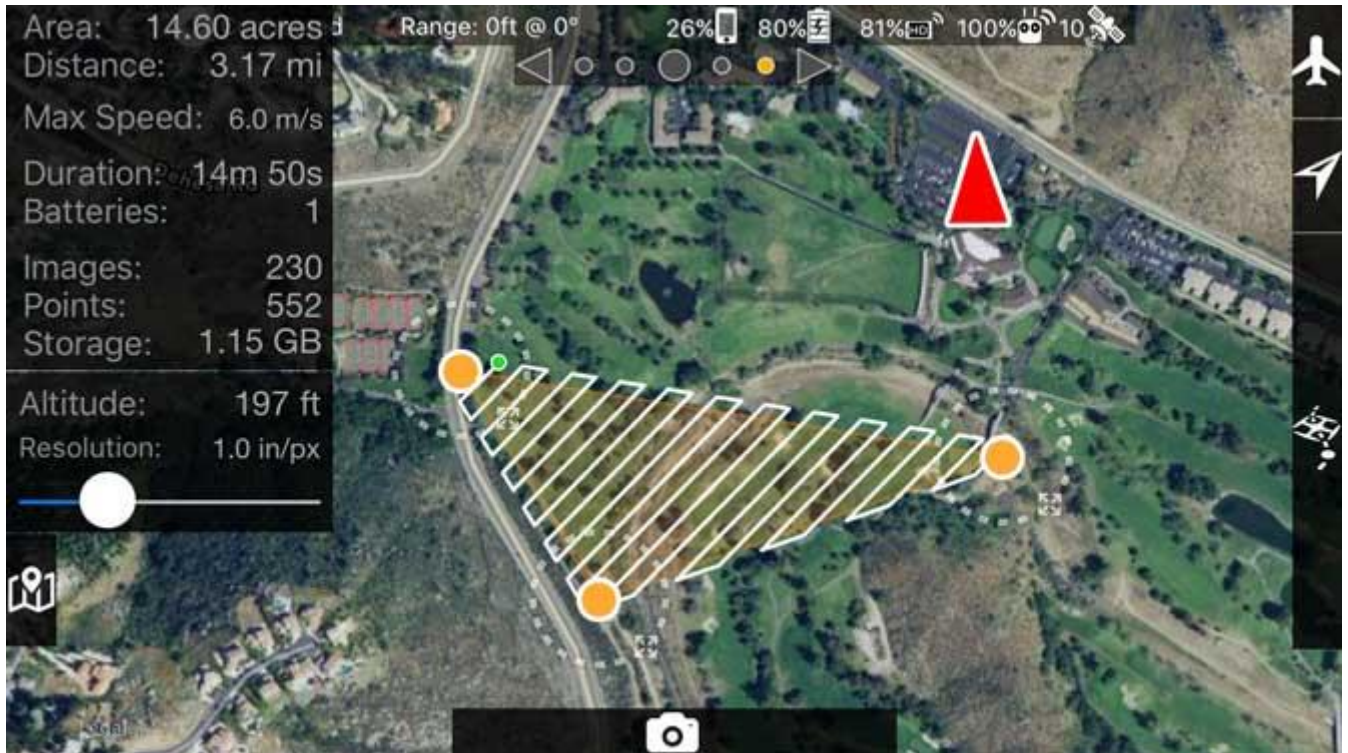 Area: 14.60 acres
d Range: 0ft @ 0° 26% 80% 81% HD 100% 10
Distance: 3.17 mi
Max Speed: 6.0 m/s
Duration: 14m 50s
Batteries: 1
Images: 230
Points: 552
Storage: 1.15 GB
Altitude: 197 ft
Resolution: 1.0 in/px